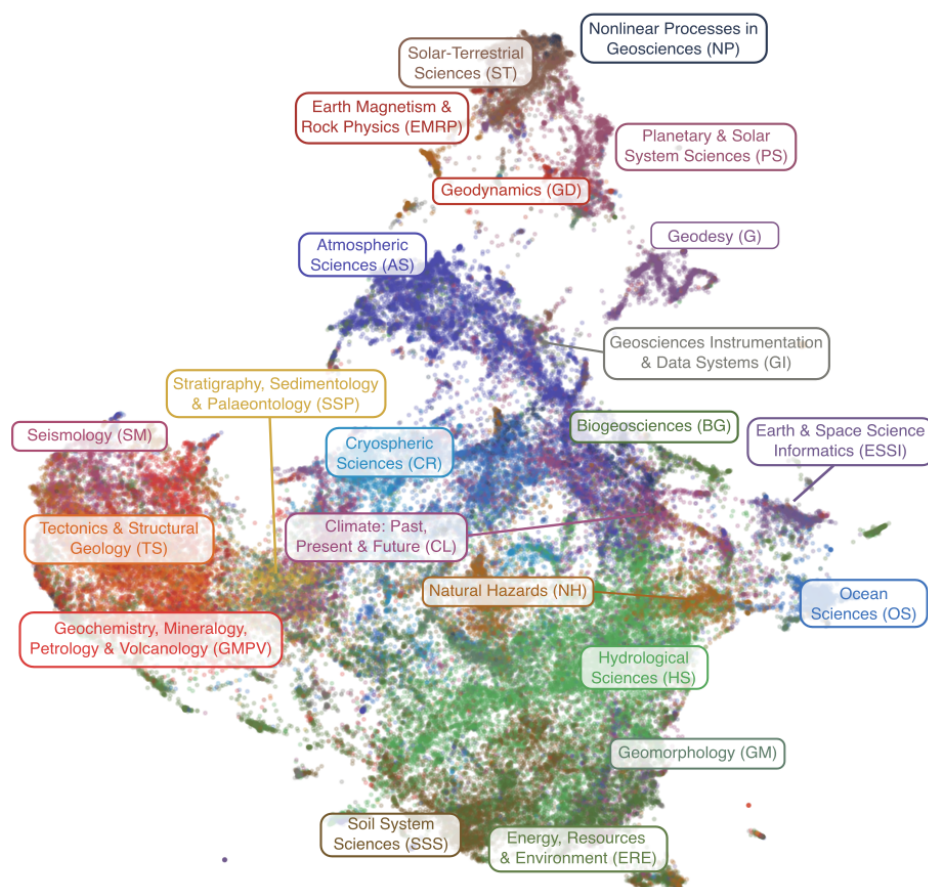 Nonlinear Processes in
Geosciences (NP)
Solar-Terrestrial
Sciences (ST)
Earth Magnetism &
Rock Physics (EMRP)
Planetary & Solar
System Sciences (PS)
Geodynamics (GD)
Geodesy (G)
Atmospheric
Sciences (AS)
Geosciences Instrumentation
& Data Systems (GI)
Stratigraphy, Sedimentology
& Palaeontology (SSP)
Seismology (SM)
Cryospheric
Sciences (CR)
Biogeosciences (BG)
Earth & Space Science
Informatics (ESSI)
Tectonics & Structural
Geology (TS)
Climate: Past,
Present & Future (CL)
Natural Hazards (NH)
Ocean
Sciences (OS)
Geochemistry, Mineralogy,
Petrology & Volcanology (GMPV)
Hydrological
Sciences (HS)
Geomorphology (GM)
Soil System
Sciences (SSS)
Energy, Resources
& Environment (ERE)